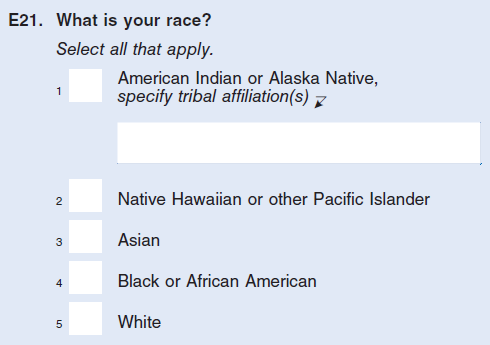 E21. What is your race?
Select all that apply.
1 American Indian or Alaska Native,
specify tribal affiliation(s)
2 Native Hawaiian or other Pacific Islander
3 Asian
4 Black or African American
5 White